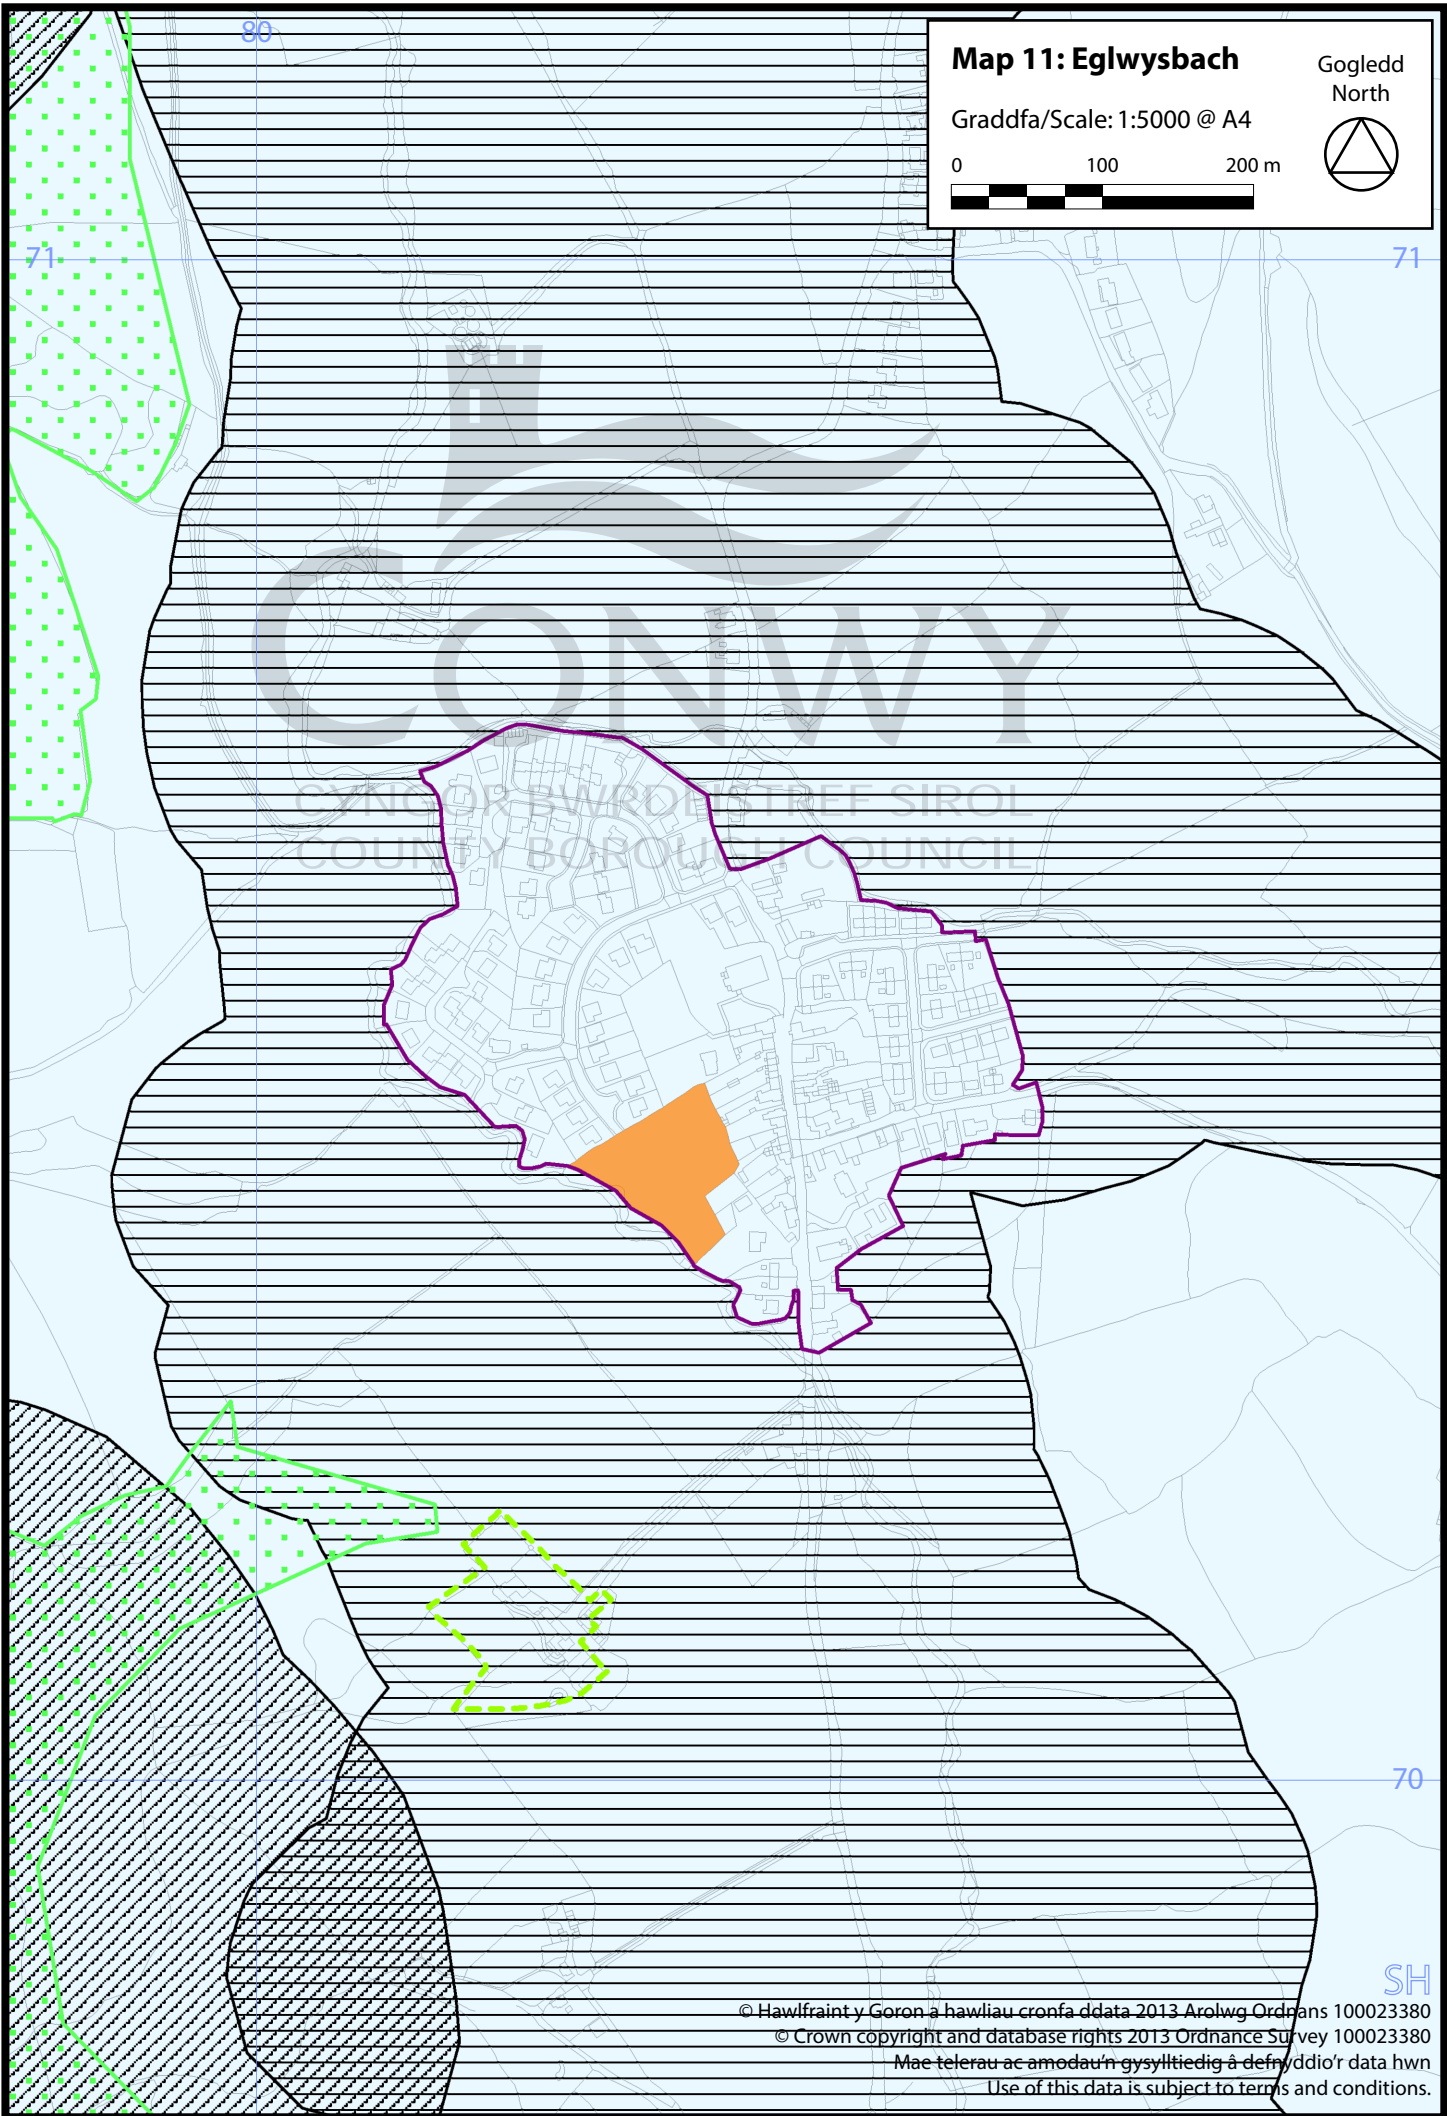 80
Map 11: Eglwysbach
Gogledd
North
Graddfa/Scale: 1:5000 @ A4
0 100 200 m
71 71
CONWY
CYNGOR BWRDEISTREF SIROL
COUNTY BOROUGH COUNCIL
70
SH
© Hawlfraint y Goron a hawliau cronfa ddata 2013 Arolwg Ordnans 100023380
© Crown copyright and database rights 2013 Ordnance Survey 100023380
Mae telerau ac amodau'n gysylltiedig â defnyddio'r data hwn
Use of this data is subject to terms and conditions.